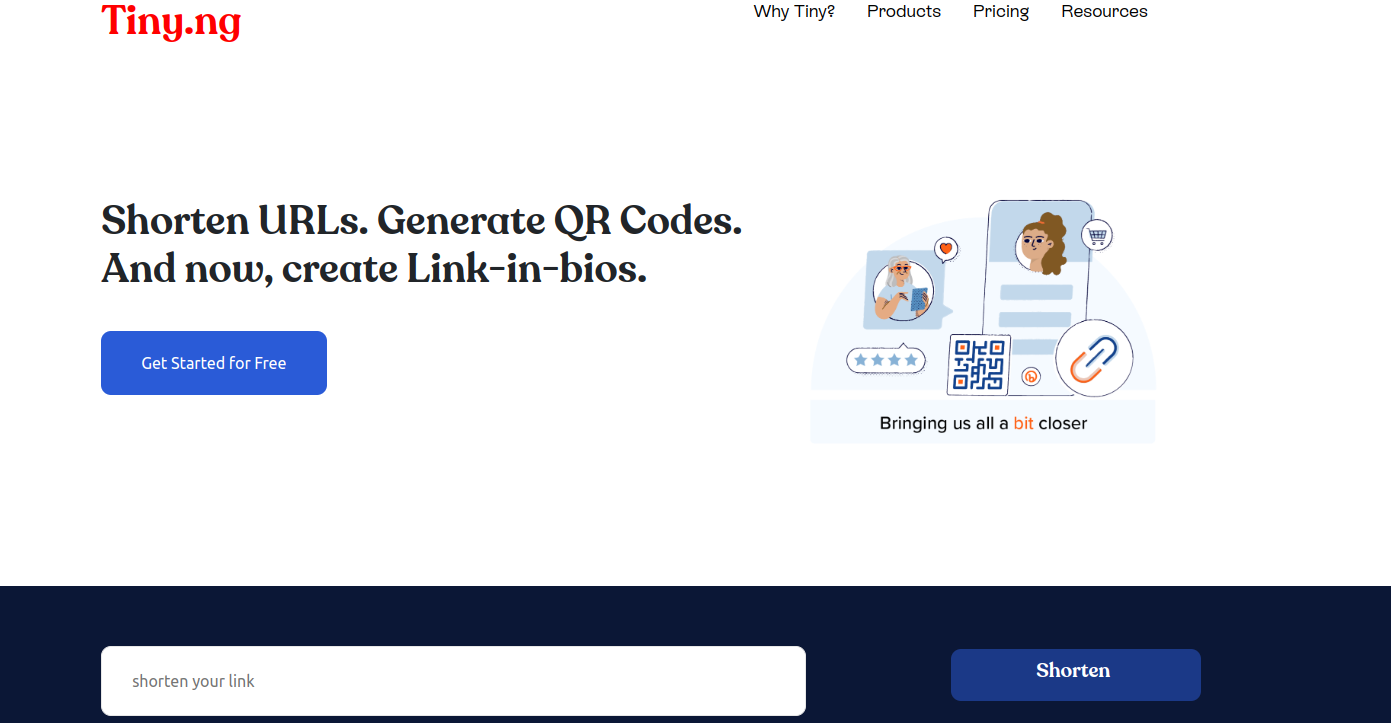 Tiny.ng
Why Tiny? Products Pricing Resources
Shorten URLs. Generate QR Codes.
And now, create Link-in-bios.
Get Started for Free
Bringing us all a bit closer
shorten your link
Shorten